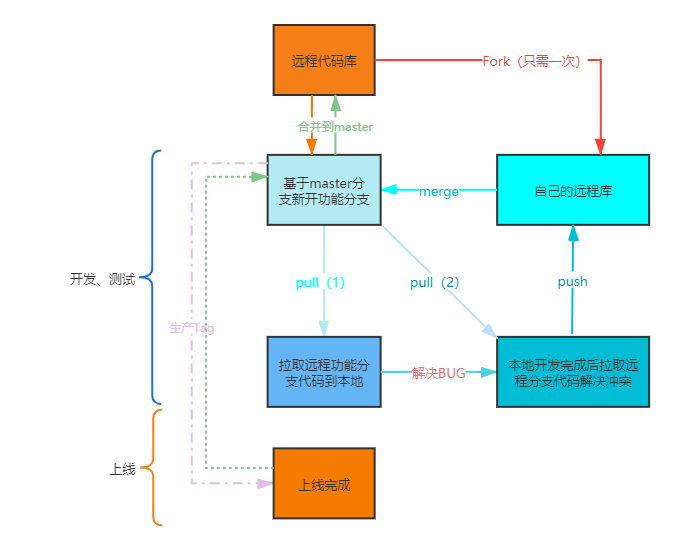 远程代码库
Fork（只需一次）
合并到master
基于master分
支新开功能分支
merge
自己的远程库
开发、测试
pull（1）
pull（2）
push
生产Tag
拉取远程功能分
支代码到本地
解决BUG
本地开发完成后拉取远
程分支代码解决冲突
上线
上线完成